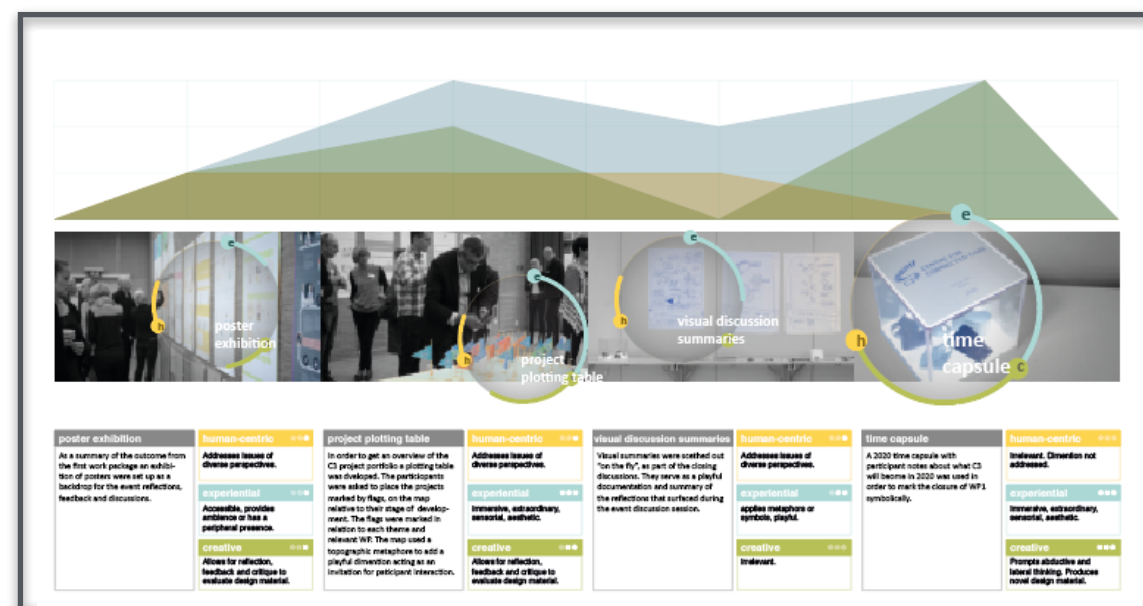 e
h
poster
exhibition
e
h
project
plotting table
e
h
visual discussion
summaries
e
h
time
capsule
c
poster exhibition
As a summary of the outcome from
the first work package an exhibi-
tion of posters were set up as a
backdrop for the event reflections,
feedback and discussions.
human-centric
Addresses issues of
diverse perspectives.
experiential
Accessible, provides
ambience or has a
peripheral presence.
creative
Allows for reflection,
feedback and critique to
evaluate design material.
project plotting table
In order to get an overview of the
C3 project portfolio a plotting table
was dveloped. The participants
were asked to place the projects
marked by flags, on the map
relative to their stage of develop-
ment. The flags were marked in
relation to each theme and
relevant WP. The map used a
topographic metaphore to add a
playful dimention acting as an
invitation for paticipant interaction.
human-centric
Addresses issues of
diverse perspectives.
experiential
Immersive, extraordinary,
sensorial, aesthetic.
creative
Allows for reflection,
feedback and critique to
evaluate design material.
visual discussion summaries
Visual summaries were scethed out
"on the fly", as part of the closing
discussions. They serve as a playful
documentation and summary of
the reflections that surfaced during
the event discussion session.
human-centric
Addresses issues of
diverse perspectives.
experiential
applies metaphors or
symbols, playful.
creative
Irrelevant.
time capsule
A 2020 time capsule with
participant notes about what C3
will beome in 2020 was used in
order to mark the closure of WP1
symbolically.
human-centric
Irrelevant. Dimention not
addressed.
experiential
Immersive, extraordinary,
sensorial, aesthetic.
creative
Prompts abductive and
lateral thinking. Produces
novel design material.